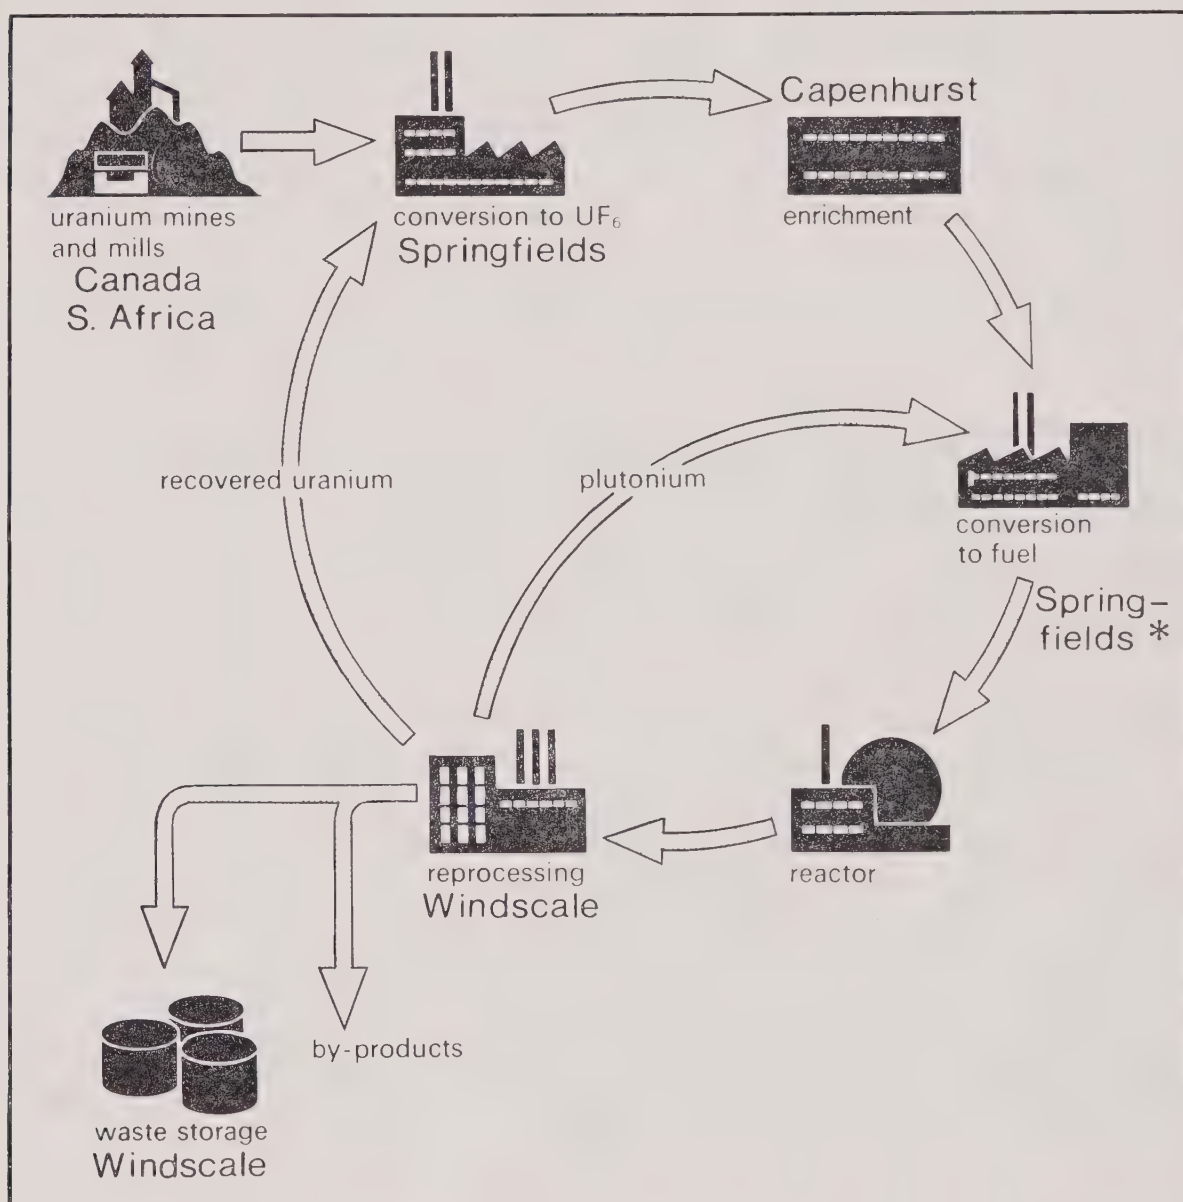 Capenhurst
uranium mines
and mills
Canada
S. Africa
conversion to UF₆
Springfields
enrichment
recovered uranium
plutonium
conversion
to fuel
Spring-
fields *
reprocessing
Windscale
reactor
by-products
waste storage
Windscale